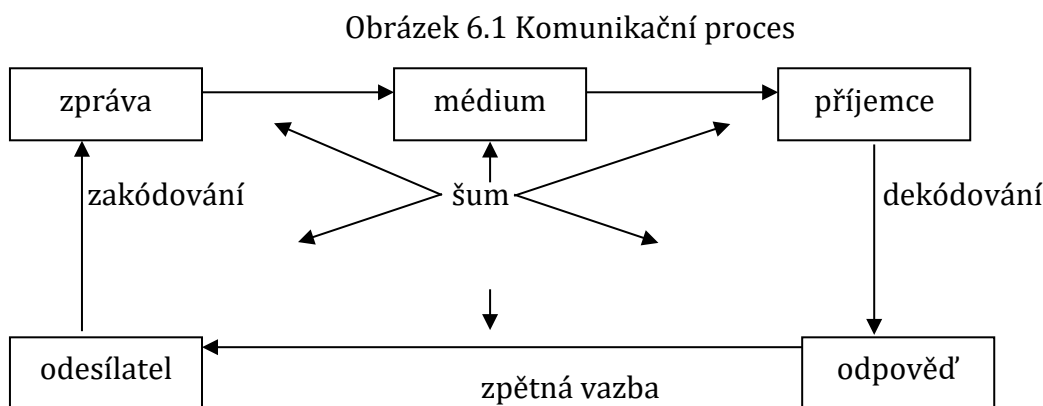 Obrázek 6.1 Komunikační proces
zpráva
médium
příjemce
zakódování
šum
dekódování
odesílatel
zpětná vazba
odpověď